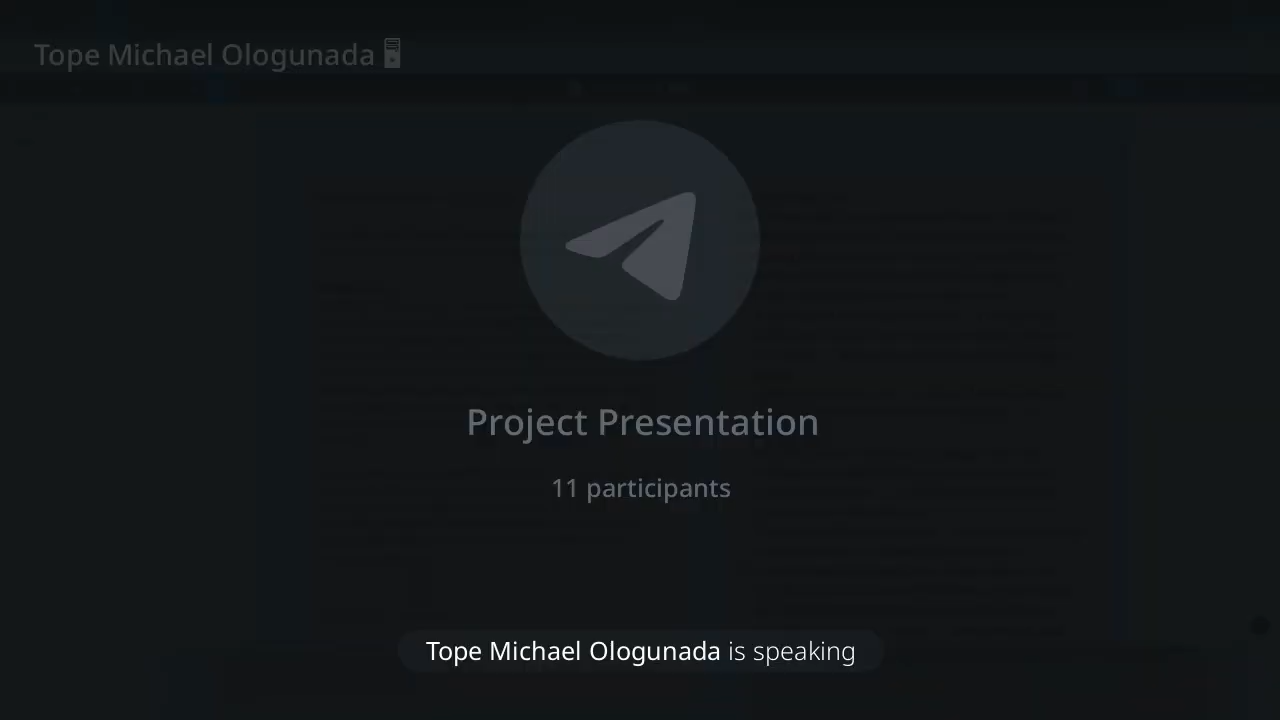 Tope Michael Ologunada
Project Presentation
11 participants
Tope Michael Ologunada is speaking